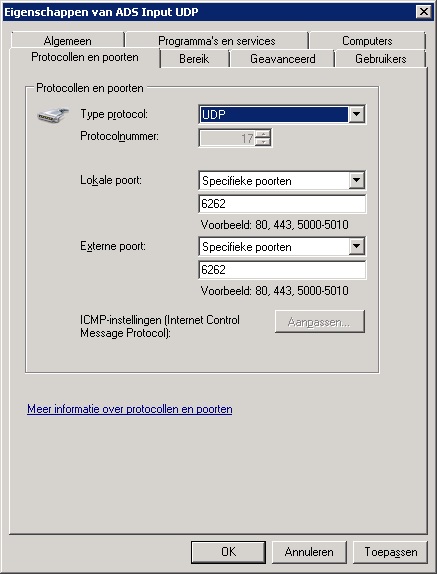 Eigenschappen van ADS Input UDP
Algemeen Programma's en services Computers
Protocollen en poorten Bereik Geavanceerd Gebruikers
Protocollen en poorten
Type protocol: UDP
Protocolnummer: 17
Lokale poort: Specifieke poorten
6262
Voorbeeld: 80, 443, 5000-5010
Externe poort: Specifieke poorten
6262
Voorbeeld: 80, 443, 5000-5010
ICMP-instellingen (Internet Control Aanpassen...
Message Protocol):
Meer informatie over protocollen en poorten
OK Annuleren Toepassen